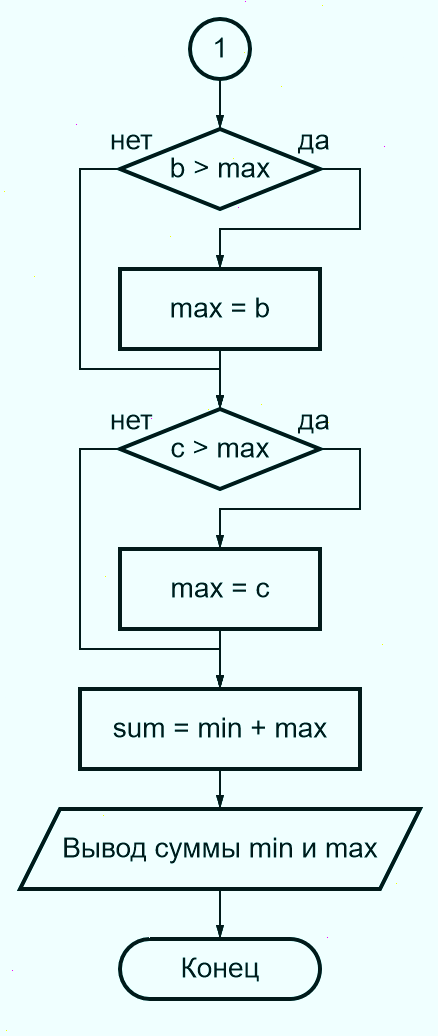 1
нет
да
b > max
max = b
нет
да
c > max
max = c
sum = min + max
Вывод суммы min и max
Конец